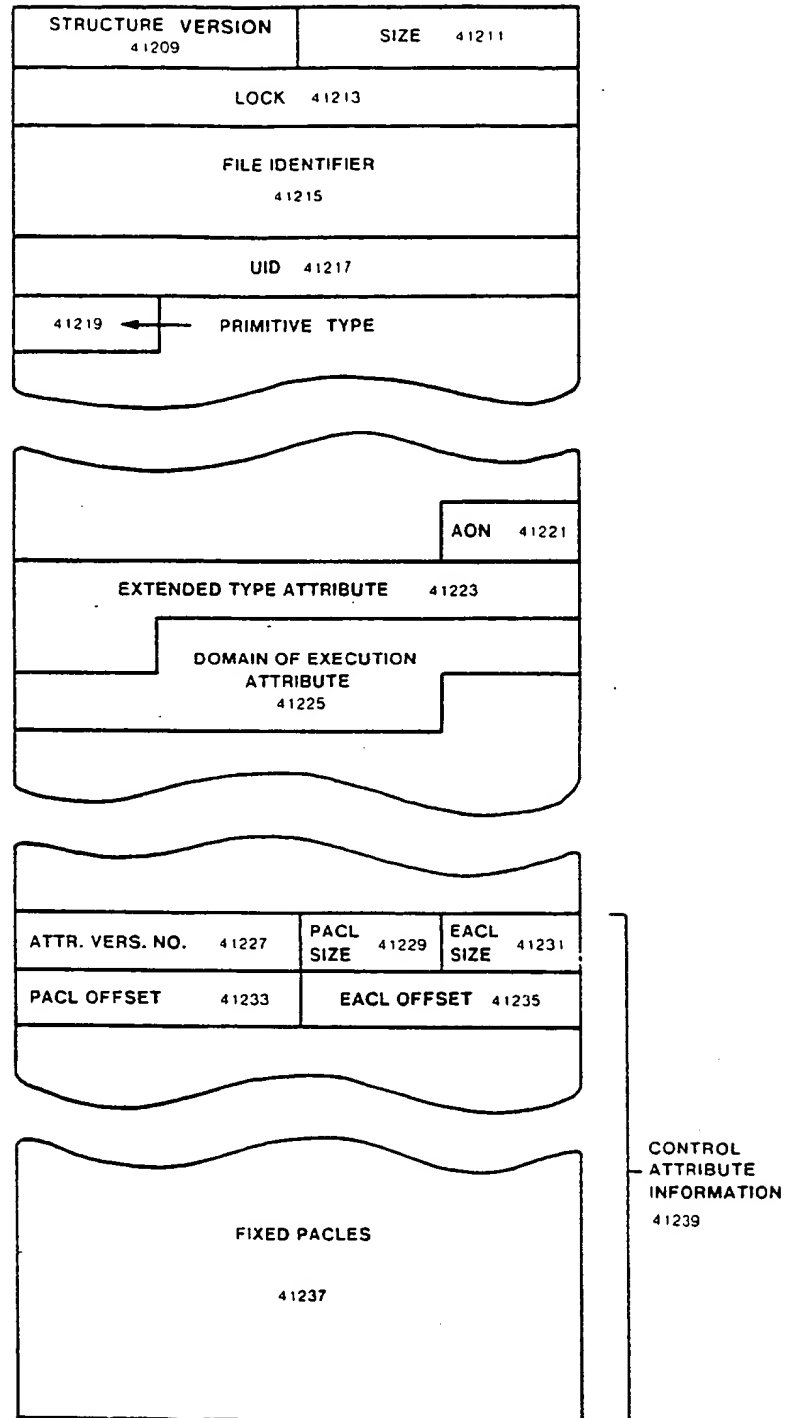 STRUCTURE VERSION
41209
SIZE 41211
LOCK 41213
FILE IDENTIFIER
41215
UID 41217
41219 PRIMITIVE TYPE
AON 41221
EXTENDED TYPE ATTRIBUTE 41223
DOMAIN OF EXECUTION
ATTRIBUTE
41225
ATTR. VERS. NO. 41227
PACL
SIZE 41229
EACL
SIZE 41231
PACL OFFSET 41233
EACL OFFSET 41235
CONTROL
ATTRIBUTE
INFORMATION
41239
FIXED PACLES
41237